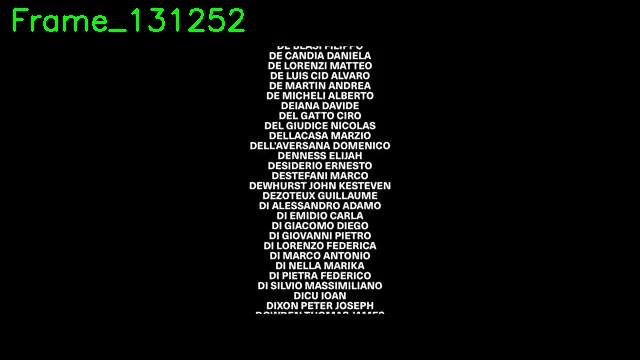 Frame_131252
DE BLASI FILIPPO
DE CANDIA DANIELA
DE LORENZI MATTEO
DE LUIS CID ALVARO
DE MARTIN ANDREA
DE MICHELI ALBERTO
DEIANA DAVIDE
DEL GATTO CIRO
DEL GIUDICE NICOLAS
DELLACASA MARZIO
DELL'AVERSANA DOMENICO
DENNESS ELIJAH
DESIDERIO ERNESTO
DESTEFANI MARCO
DEWHURST JOHN KESTEVEN
DEZOTEUX GUILLAUME
DI ALESSANDRO ADAMO
DI EMIDIO CARLA
DI GIACOMO DIEGO
DI GIOVANNI PIETRO
DI LORENZO FEDERICA
DI MARCO ANTONIO
DI NELLA MARIKA
DI PIETRA FEDERICO
DI SILVIO MASSIMILIANO
DICU IOAN
DIXON PETER JOSEPH